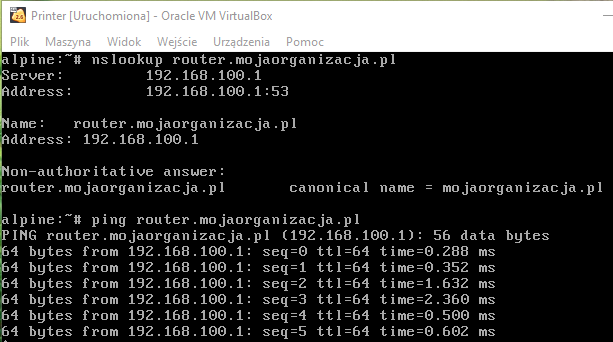 Printer [Uruchomiona] - Oracle VM VirtualBox
Plik Maszyna Widok Wejście Urządzenia Pomoc
alpine:~# nslookup router.mojaorganizacja.pl
Server: 192.168.100.1
Address: 192.168.100.1:53
Name: router.mojaorganizacja.pl
Address: 192.168.100.1
Non-authoritative answer:
router.mojaorganizacja.pl canonical name = mojaorganizacja.pl
alpine:~# ping router.mojaorganizacja.pl
PING router.mojaorganizacja.pl (192.168.100.1): 56 data bytes
64 bytes from 192.168.100.1: seq=0 ttl=64 time=0.288 ms
64 bytes from 192.168.100.1: seq=1 ttl=64 time=0.352 ms
64 bytes from 192.168.100.1: seq=2 ttl=64 time=1.632 ms
64 bytes from 192.168.100.1: seq=3 ttl=64 time=2.360 ms
64 bytes from 192.168.100.1: seq=4 ttl=64 time=0.500 ms
64 bytes from 192.168.100.1: seq=5 ttl=64 time=0.602 ms